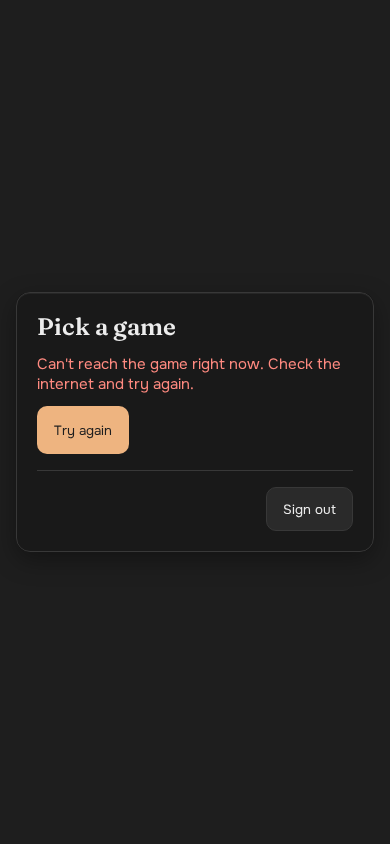 Pick a game
Can't reach the game right now. Check the
internet and try again.
Try again
Sign out